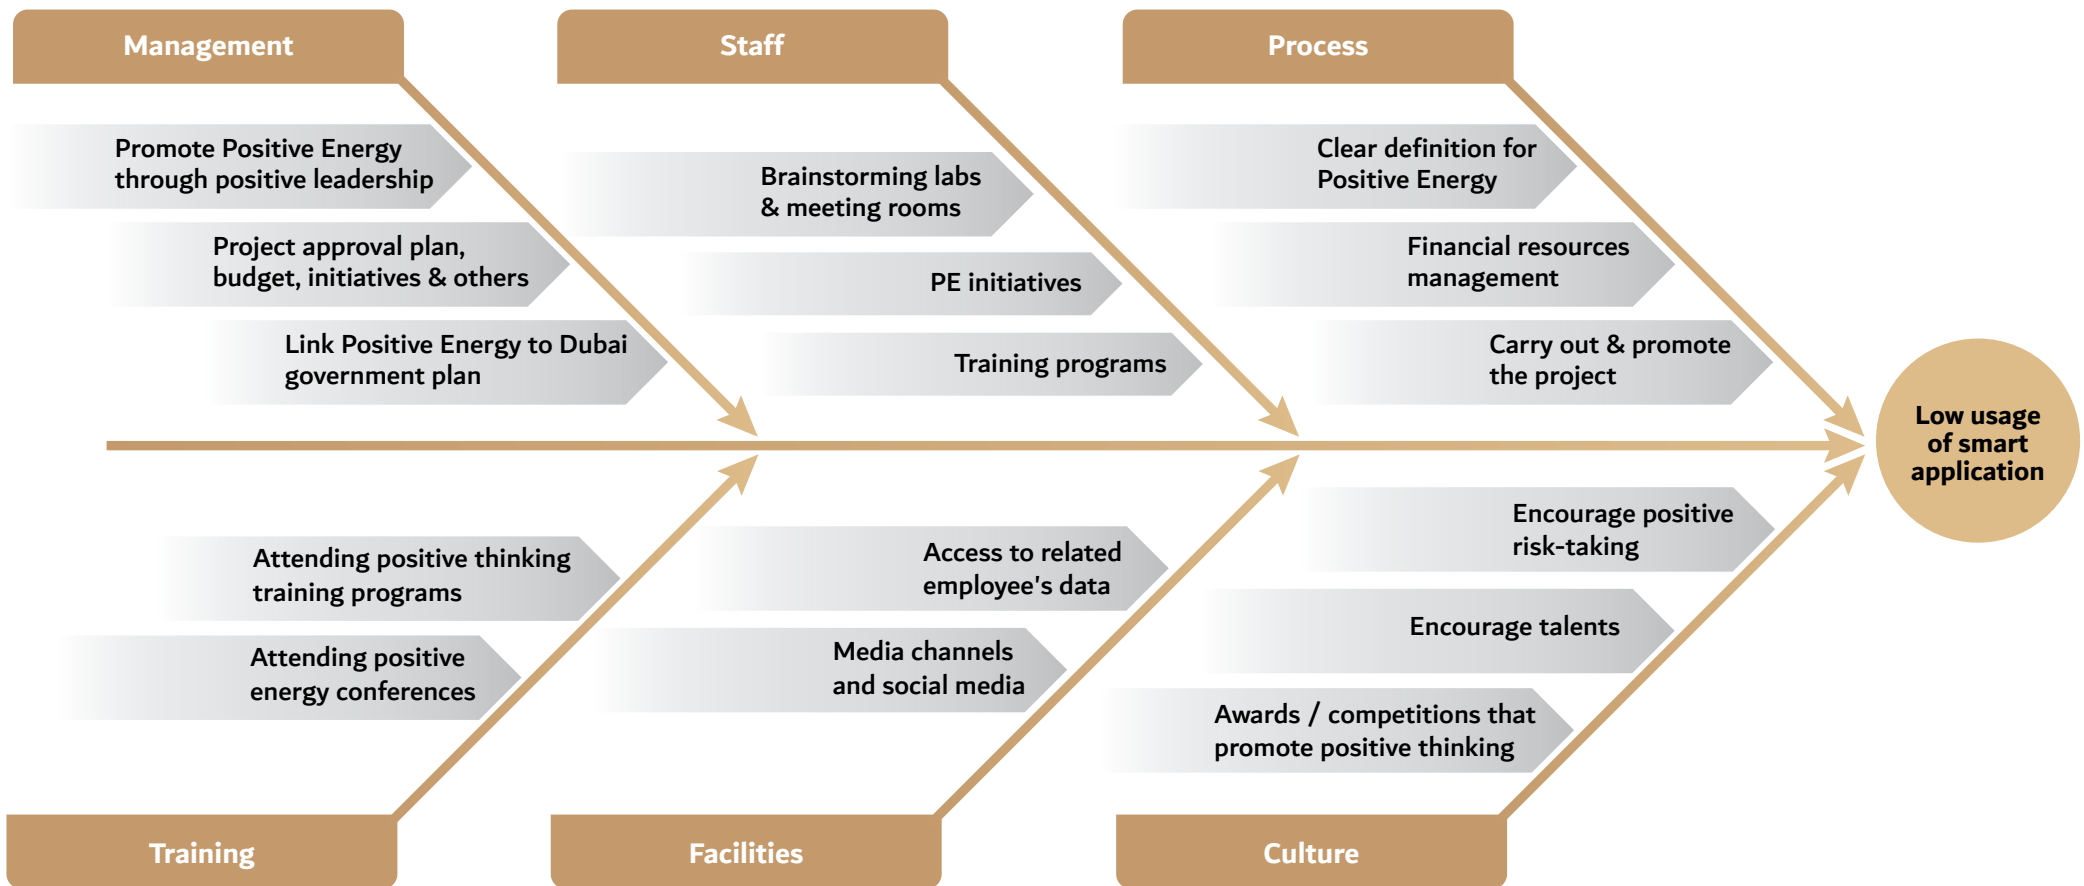 Management
Staff
Process
Promote Positive Energy
through positive leadership
Project approval plan,
budget, initiatives & others
Link Positive Energy to Dubai
government plan
Brainstorming labs
& meeting rooms
PE initiatives
Training programs
Clear definition for
Positive Energy
Financial resources
management
Carry out & promote
the project
Low usage
of smart
application
Attending positive thinking
training programs
Attending positive
energy conferences
Access to related
employee's data
Media channels
and social media
Encourage positive
risk-taking
Encourage talents
Awards / competitions that
promote positive thinking
Training
Facilities
Culture